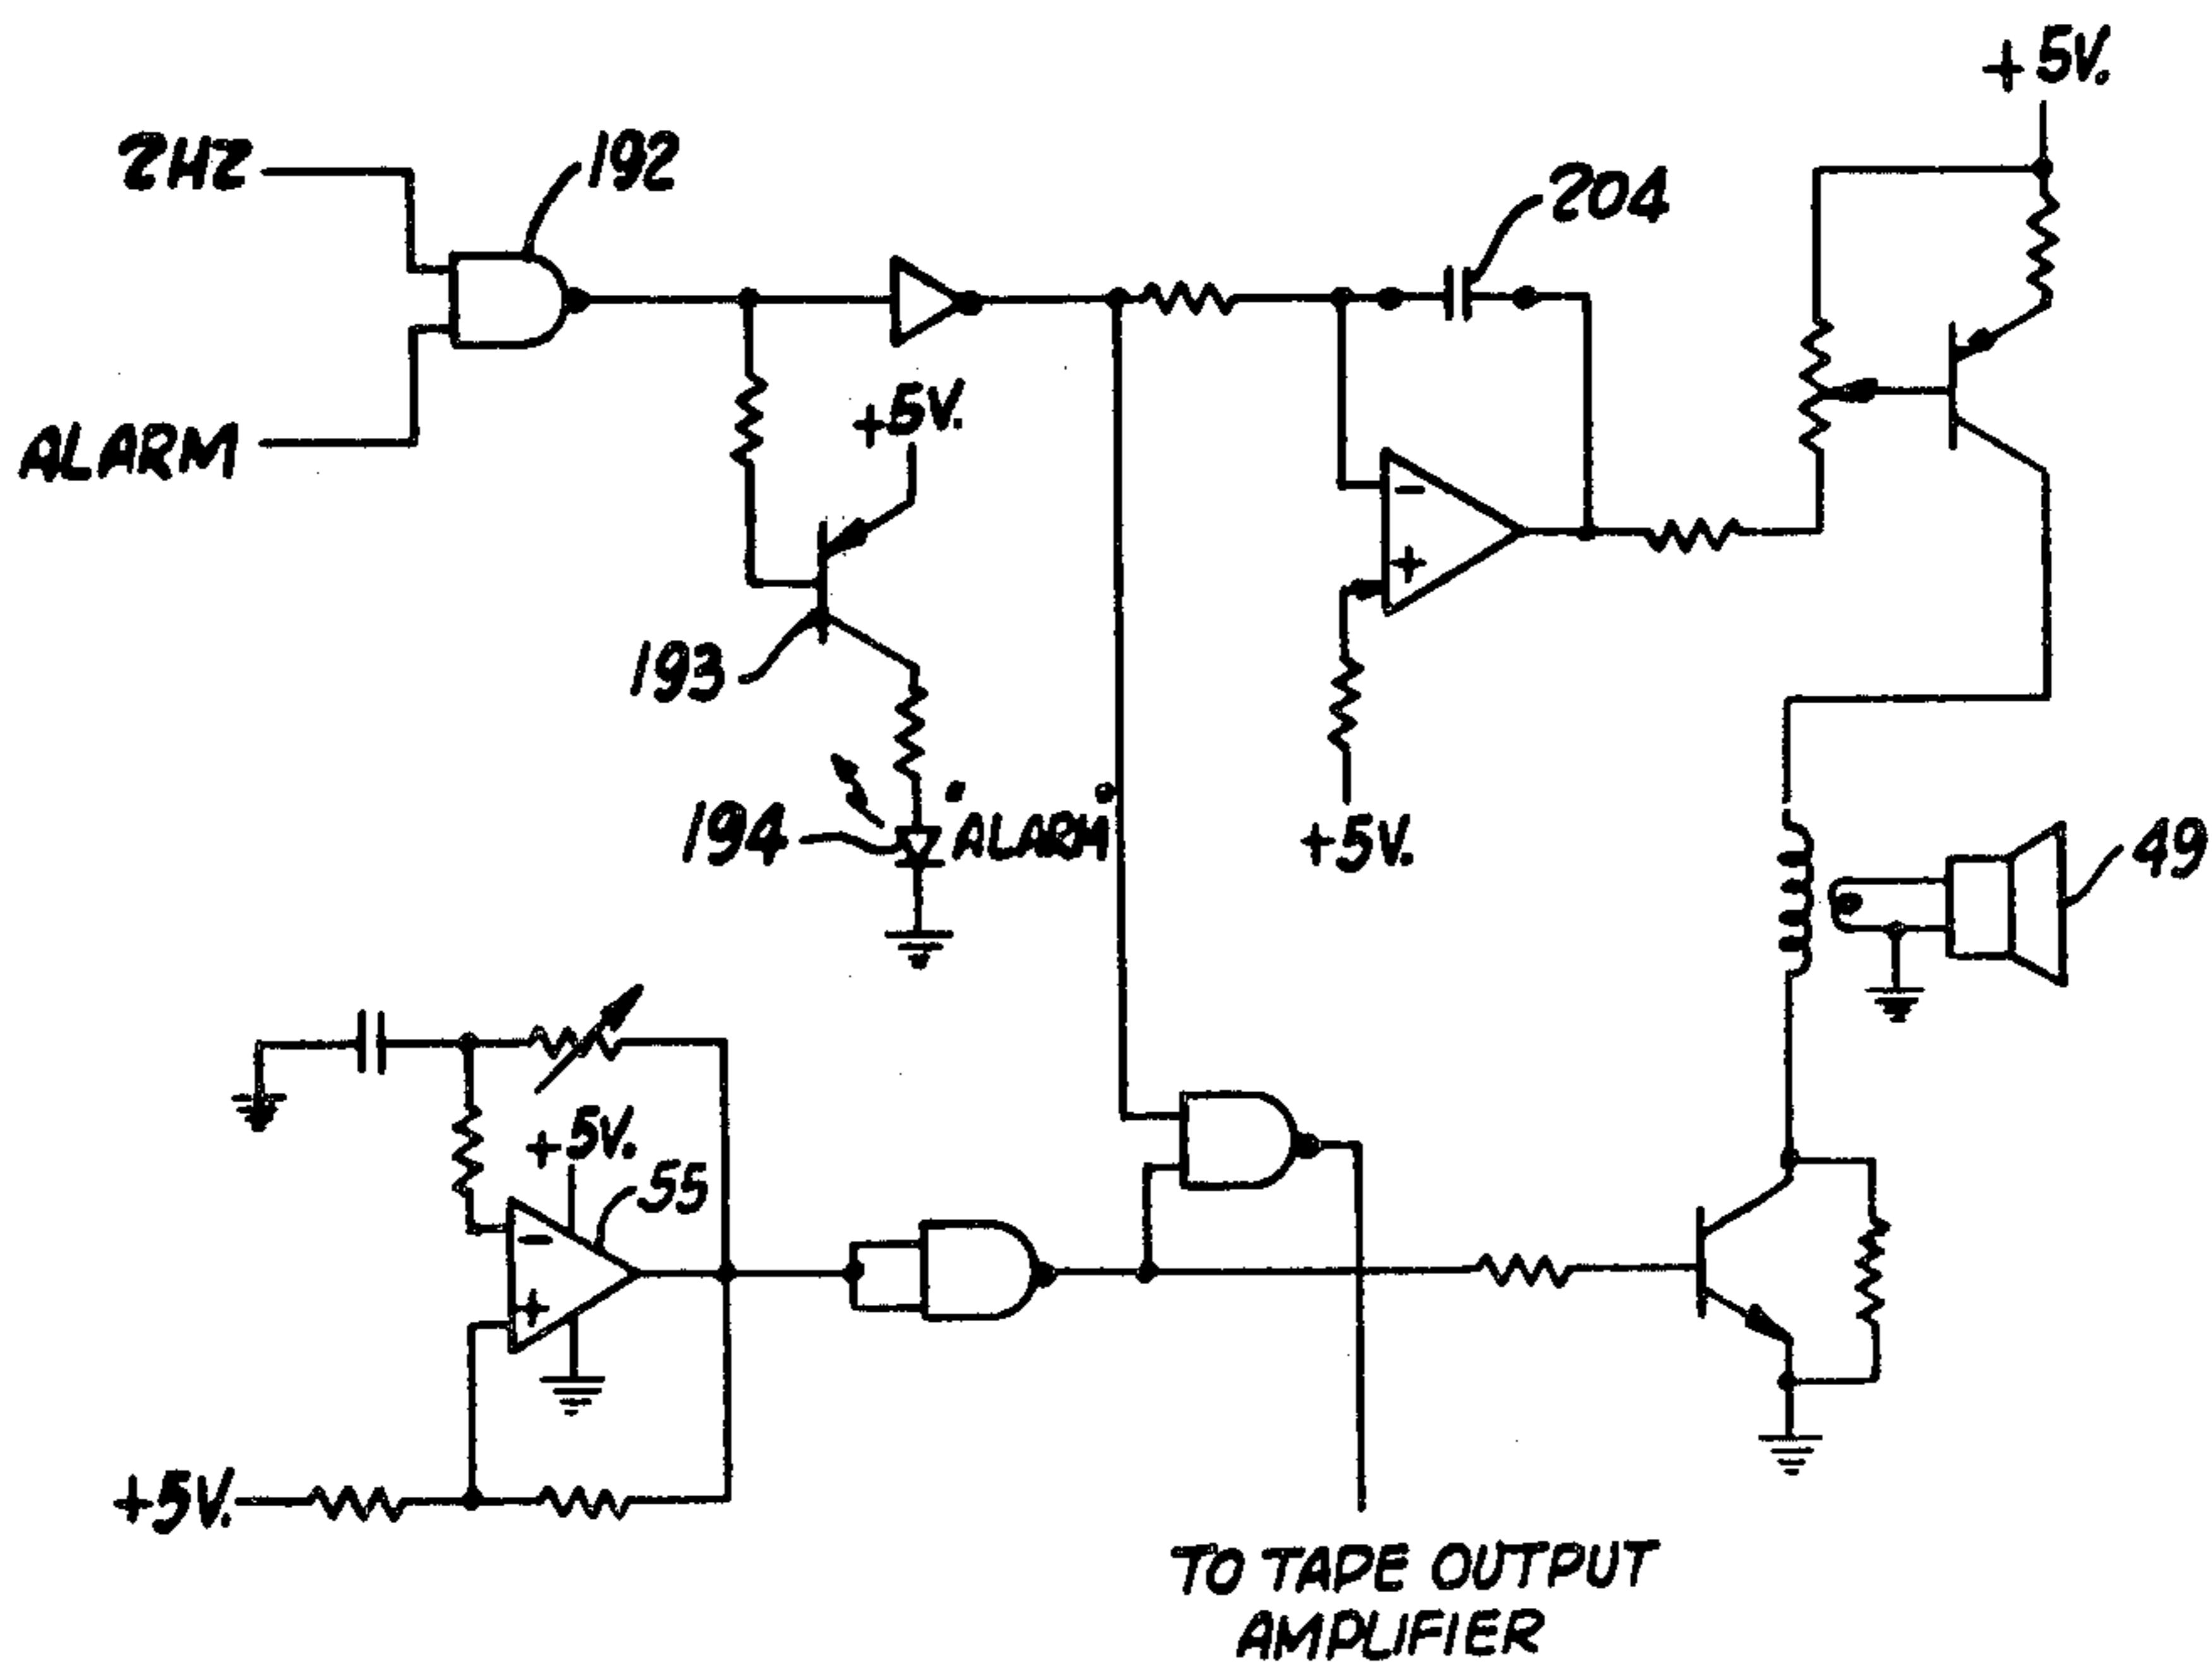 +5V.
2HZ
192
204
ALARM
+5V.
193
194
"ALARM"
+5V.
49
+5V.
55
+5V.
TO TAPE OUTPUT
AMPLIFIER